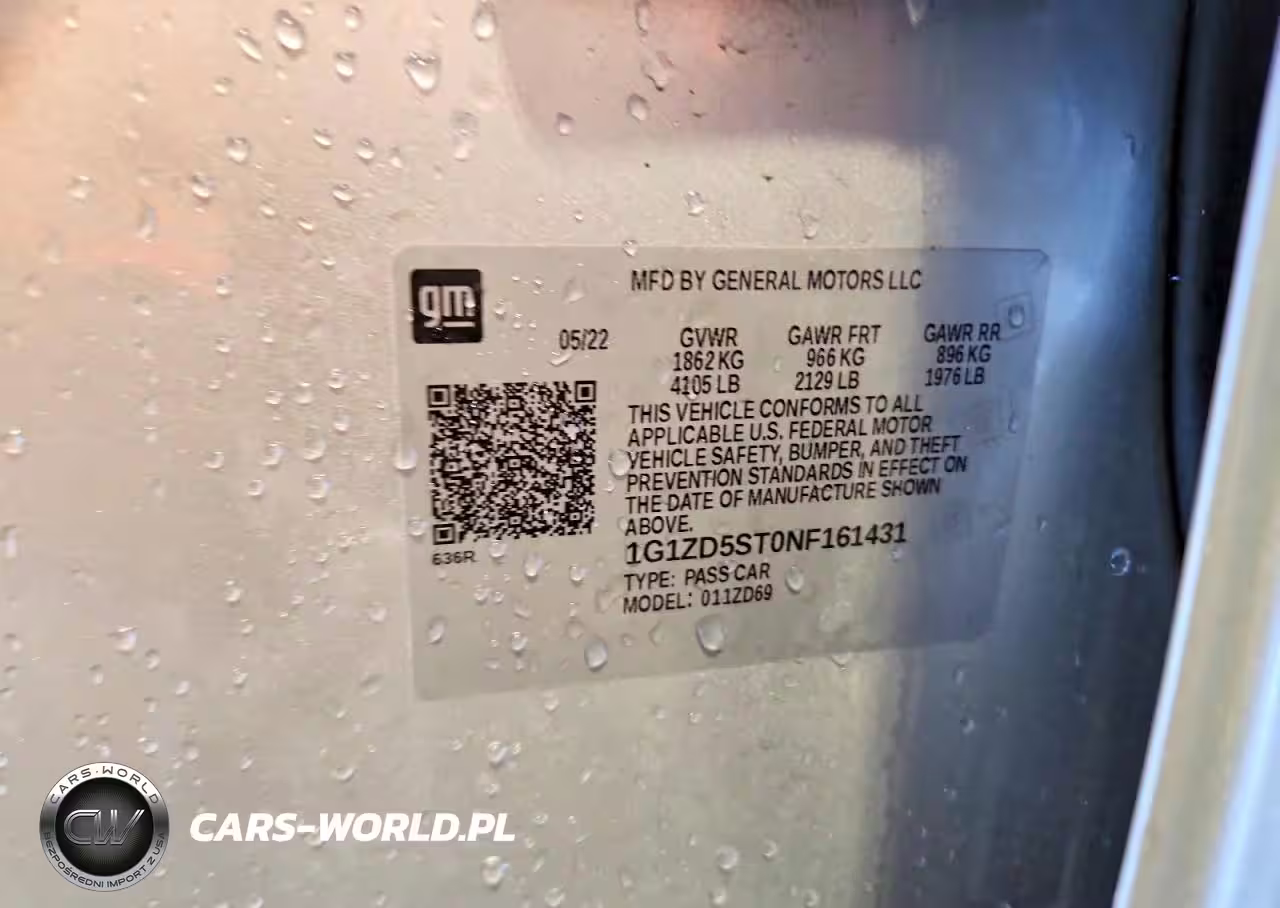 gm
MFD BY GENERAL MOTORS LLC
05/22 GVWR GAWR FRT GAWR RR
1862 KG 966 KG 896 KG
4105 LB 2129 LB 1976 LB
THIS VEHICLE CONFORMS TO ALL
APPLICABLE U.S. FEDERAL MOTOR
VEHICLE SAFETY, BUMPER, AND THEFT
PREVENTION STANDARDS IN EFFECT ON
THE DATE OF MANUFACTURE SHOWN
ABOVE.
636R
1G1ZD5ST0NF161431
TYPE: PASS CAR
MODEL: 011ZD69
CARS-WORLD
CW
BEZPOŚREDNI IMPORT Z USA
CARS-WORLD.PL